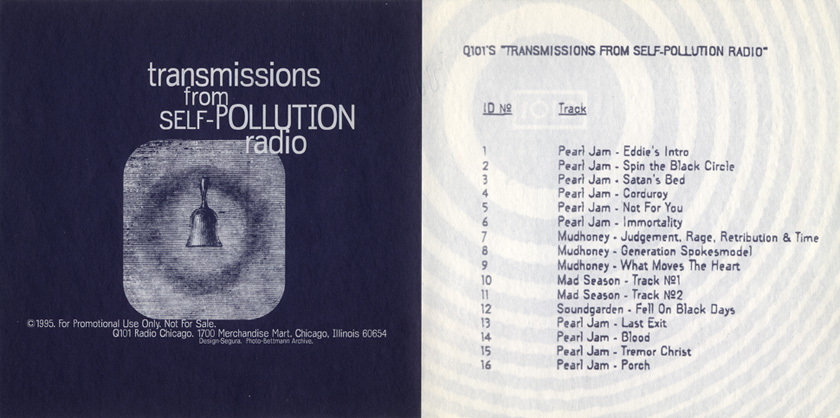 transmissions
from
SELF-POLLUTION
radio
©1995. For Promotional Use Only. Not For Sale.
Q101 Radio Chicago. 1700 Merchandise Mart. Chicago, Illinois 60654
Design-Segura. Photo-Bettmann Archive.
Q101'S "TRANSMISSIONS FROM SELF-POLLUTION RADIO"
ID Nº Track
1 Pearl Jam - Eddie's Intro
2 Pearl Jam - Spin the Black Circle
3 Pearl Jam - Satan's Bed
4 Pearl Jam - Corduroy
5 Pearl Jam - Not For You
6 Pearl Jam - Immortality
7 Mudhoney - Judgement, Rage, Retribution & Time
8 Mudhoney - Generation Spokesmodel
9 Mudhoney - What Moves The Heart
10 Mad Season - Track Nº1
11 Mad Season - Track Nº2
12 Soundgarden - Fell On Black Days
13 Pearl Jam - Last Exit
14 Pearl Jam - Blood
15 Pearl Jam - Tremor Christ
16 Pearl Jam - Porch